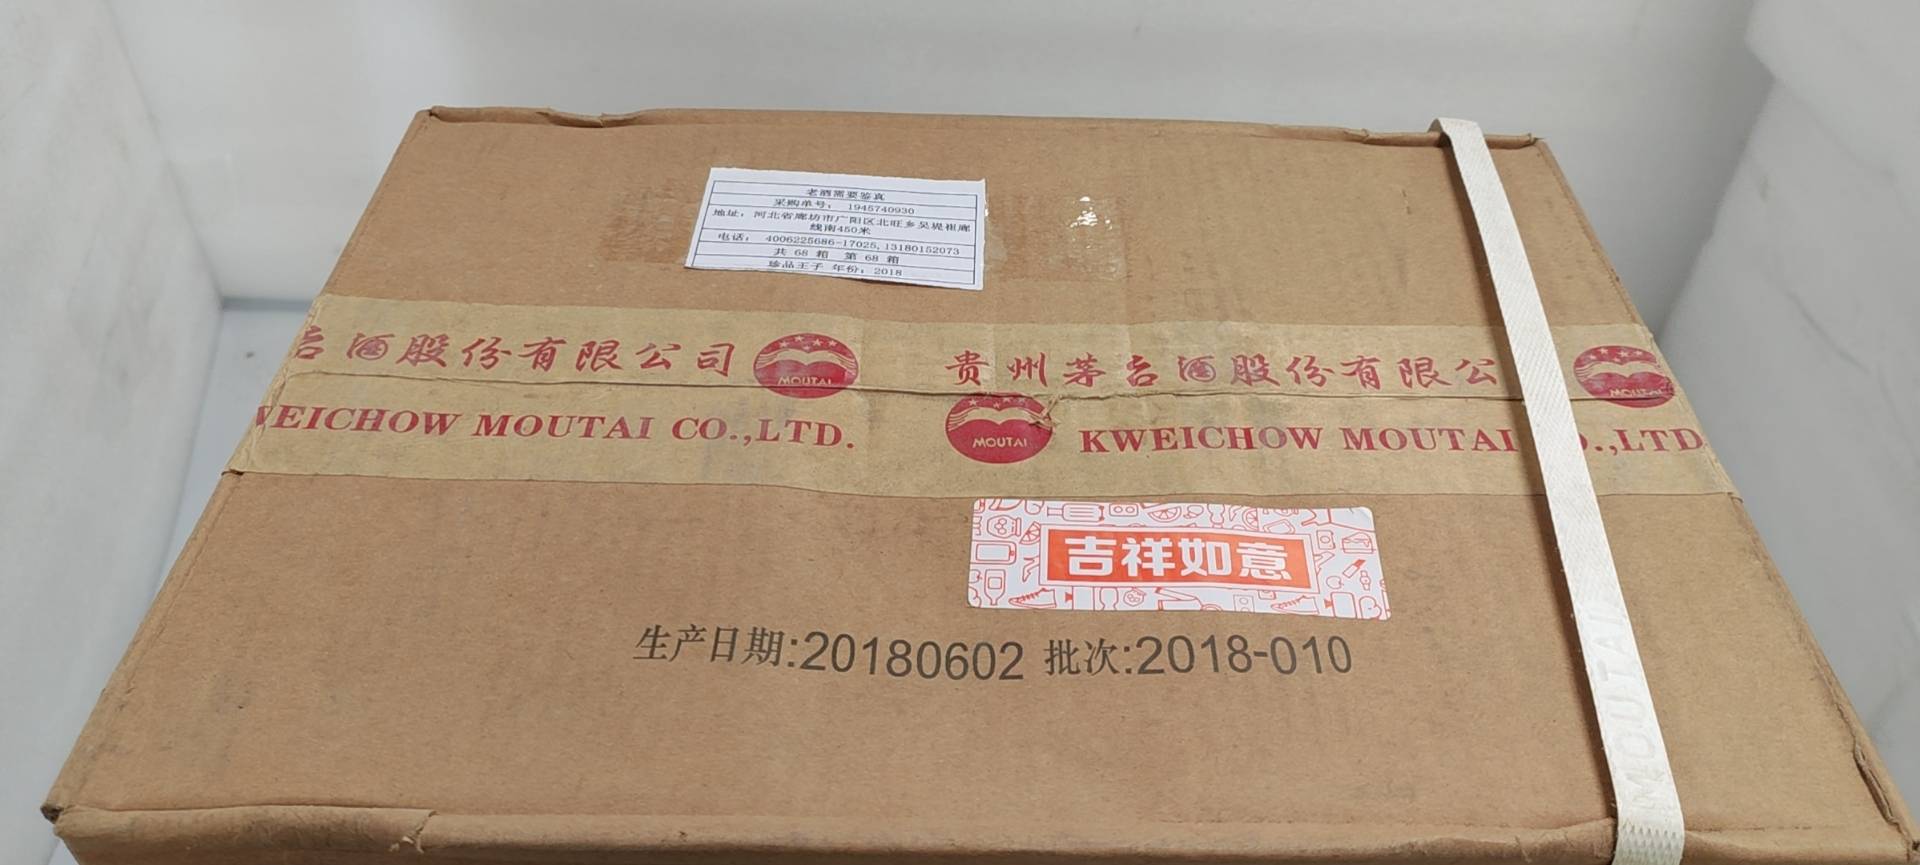 老酒需要鉴真
采购单号： 1945740930
地址：河北省廊坊市广阳区北旺乡吴堤祖廊
线南450米
电话： 4006225686-17025,13180152073
共 68 箱 第 68 箱
珍品王子 年份：2018
台酒股份有限公司 MOUTAI 贵州茅台酒股份有限公 MOUTAI
WEICHOW MOUTAI CO.,LTD. MOUTAI KWEICHOW MOUTAI O.,LTD
吉祥如意
生产日期:20180602 批次:2018-010
MOUTAI